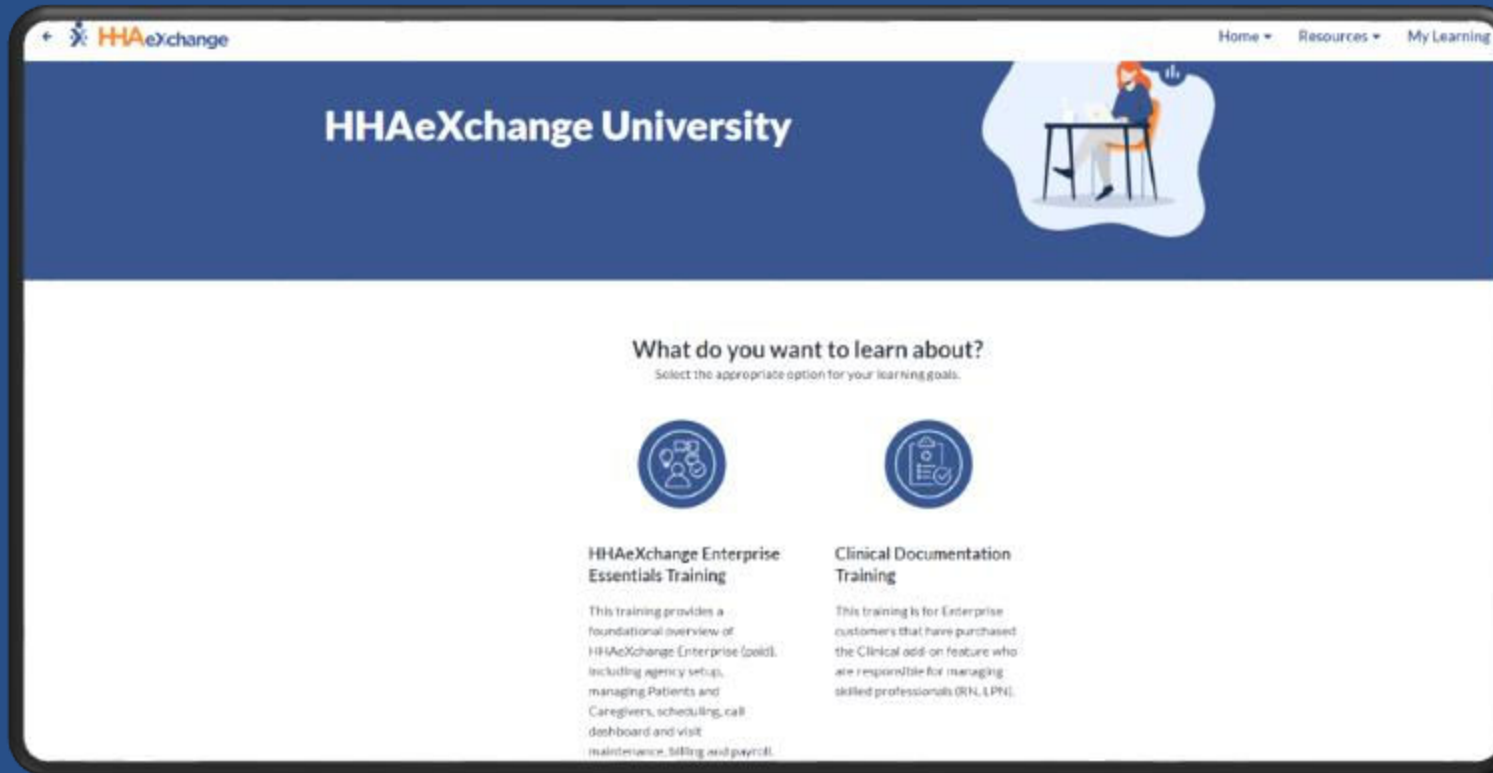 HHAeXchange
Home
Resources
My Learning
HHAeXchange University
What do you want to learn about?
Select the appropriate option for your learning goals.
HHAeXchange Enterprise
Essentials Training
This training provides a
foundational overview of
HHAeXchange Enterprise (paid).
Including agency setup,
managing Patients and
Caregivers, scheduling, call
dashboard and visit
maintenance, billing and payroll.
Clinical Documentation
Training
This training is for Enterprise
customers that have purchased
the Clinical add-on feature who
are responsible for managing
skilled professionals (RN, LPN).